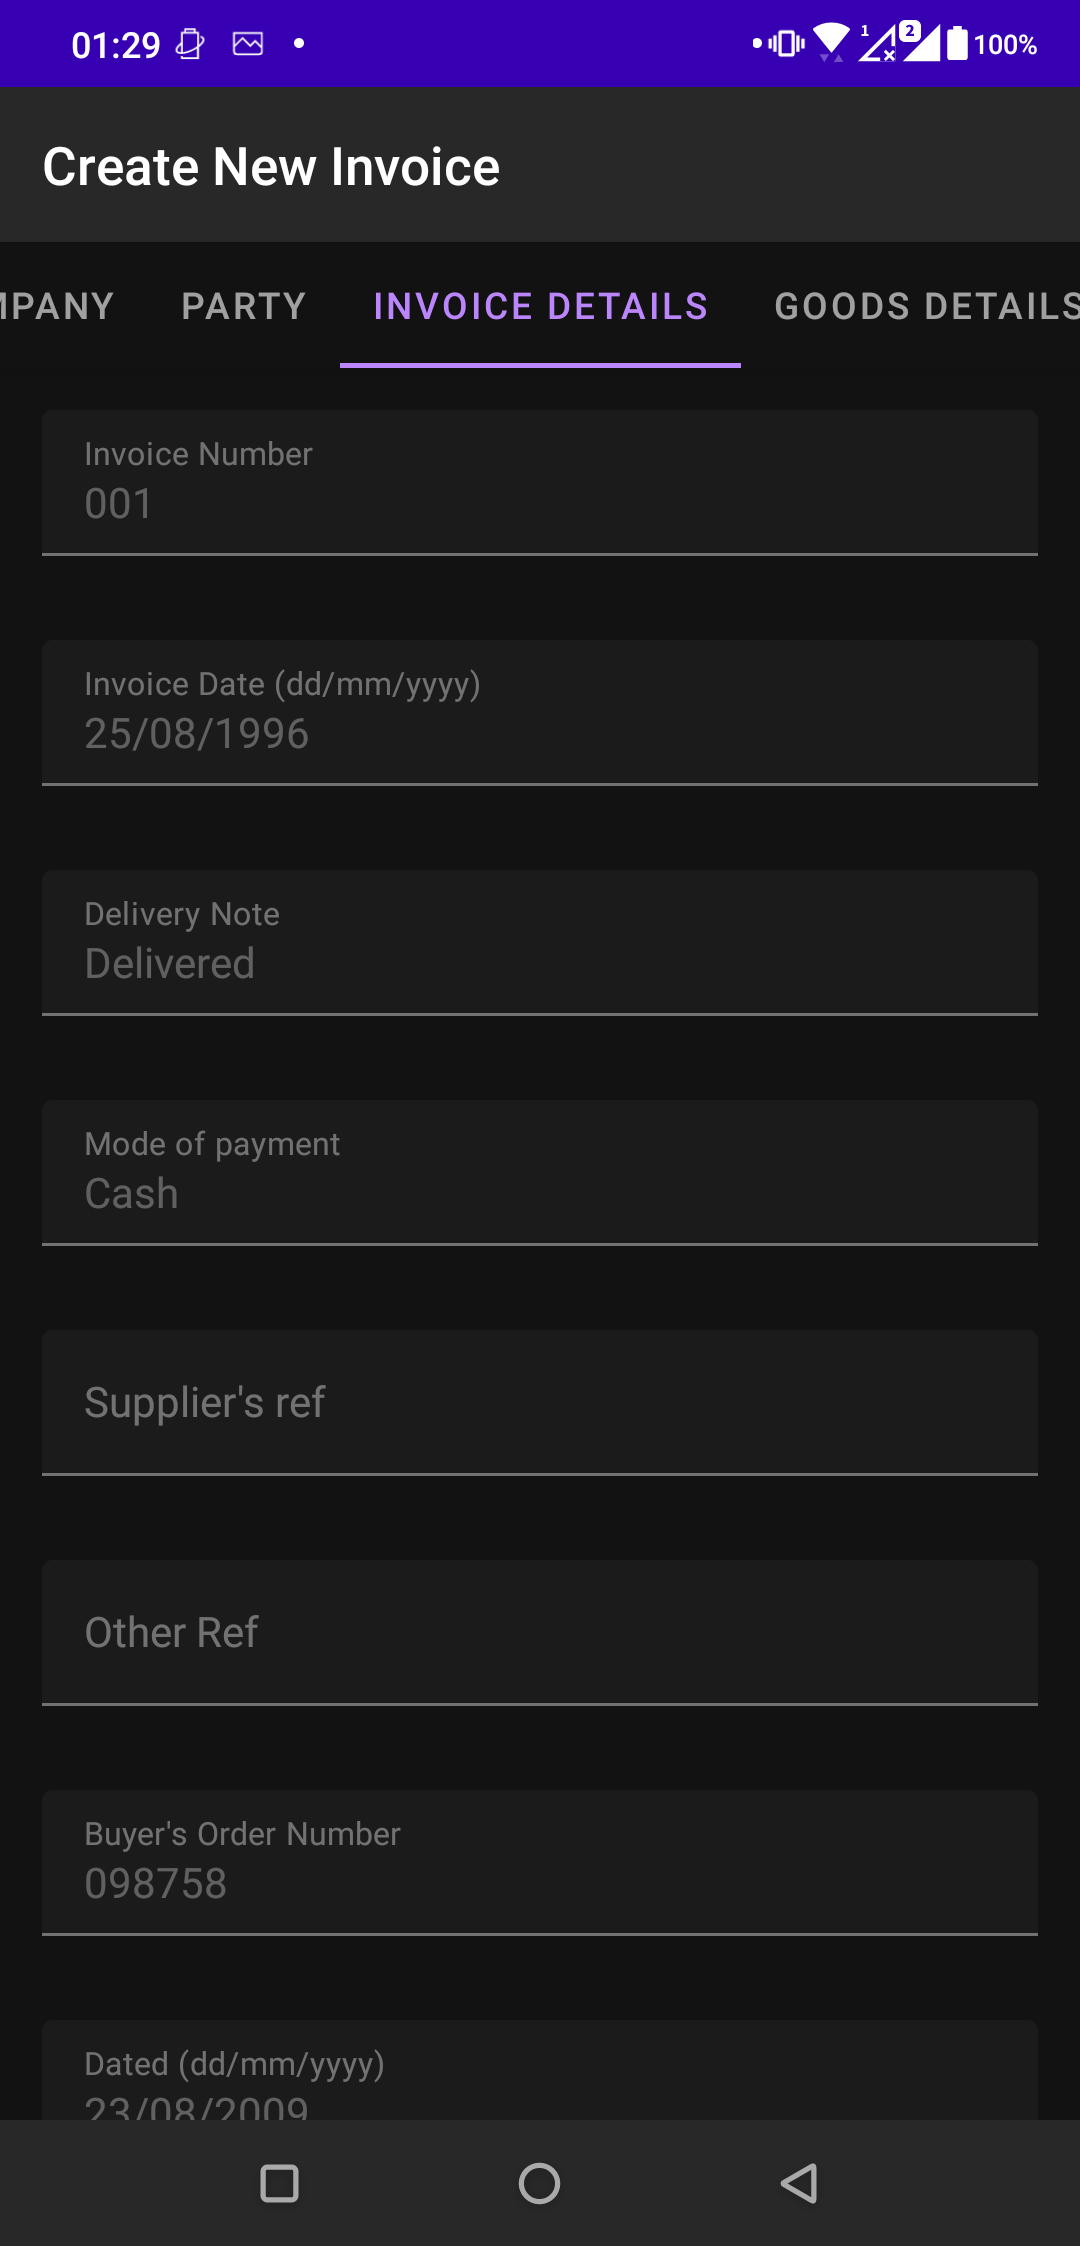 01:29 1 2 100%
Create New Invoice
MPANY PARTY INVOICE DETAILS GOODS DETAILS
Invoice Number
001
Invoice Date (dd/mm/yyyy)
25/08/1996
Delivery Note
Delivered
Mode of payment
Cash
Supplier's ref
Other Ref
Buyer's Order Number
098758
Dated (dd/mm/yyyy)
23/08/2009